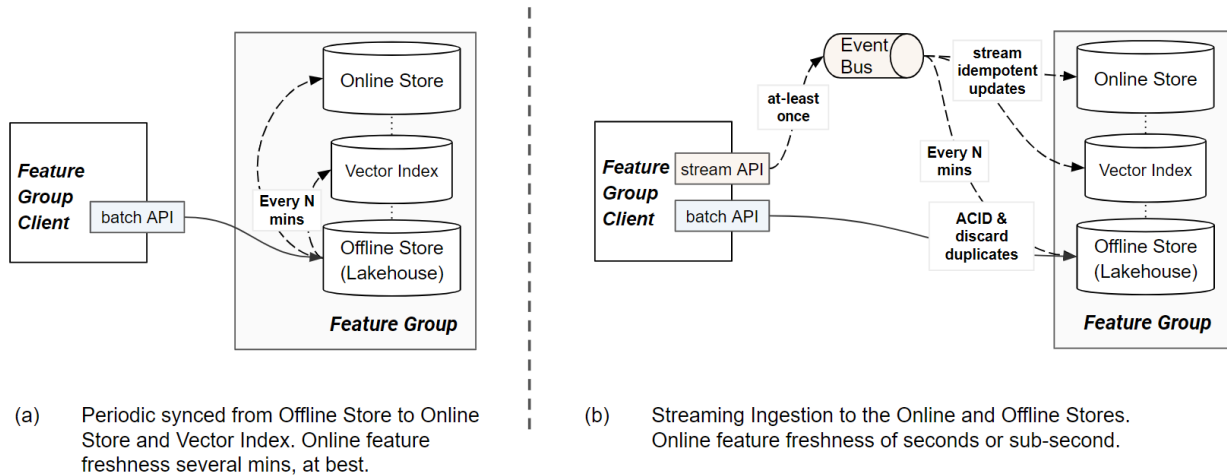 Online Store
Vector Index
Every N
mins
Offline Store
(Lakehouse)
Feature Group
Feature
Group
Client
batch API
(a) Periodic synced from Offline Store to Online
Store and Vector Index. Online feature
freshness several mins, at best.
Event
Bus
at-least
once
stream
idempotent
updates
Online Store
Vector Index
Every N
mins
ACID &
discard
duplicates
Offline Store
(Lakehouse)
Feature Group
Feature
Group
Client
stream API
batch API
(b) Streaming Ingestion to the Online and Offline Stores.
Online feature freshness of seconds or sub-second.